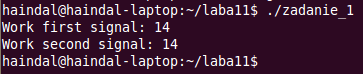 haindal@haindal-laptop:~/laba11$ ./zadanie_1
Work first signal: 14
Work second signal: 14
haindal@haindal-laptop:~/laba11$